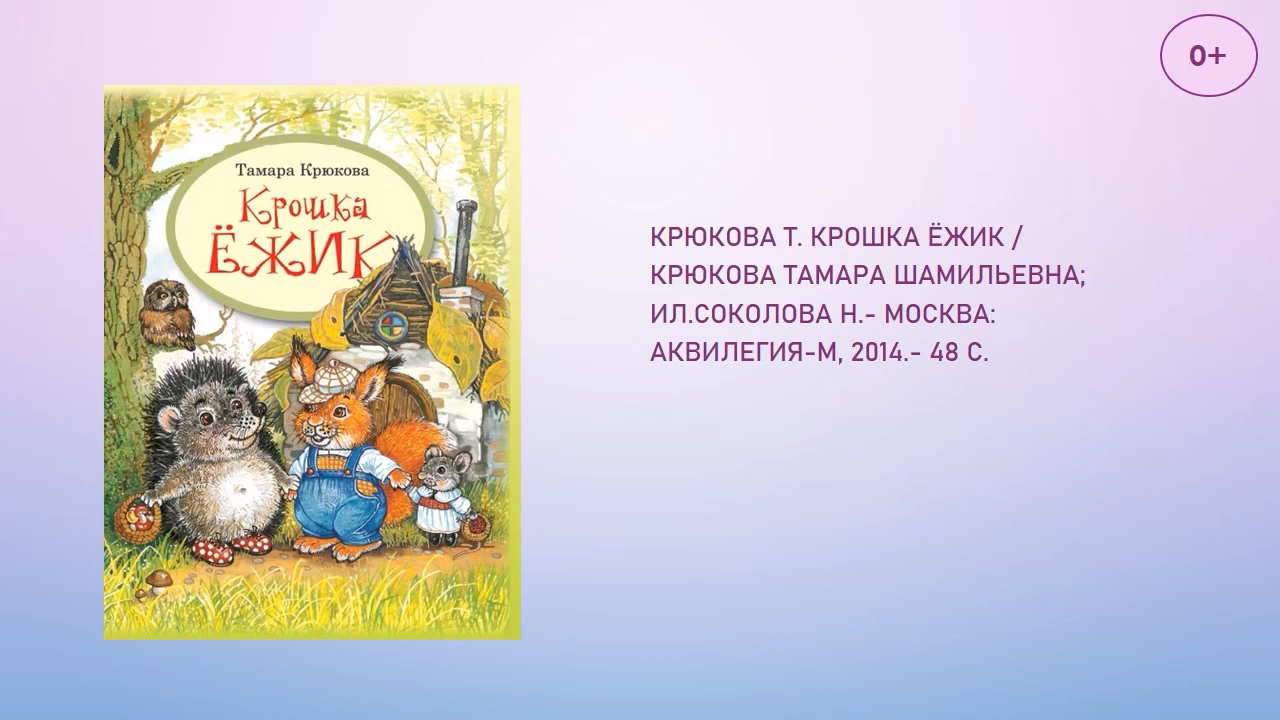 0+
Тамара Крюкова
Крошка
ЁЖИК
КРЮКОВА Т. КРОШКА ЁЖИК /
КРЮКОВА ТАМАРА ШАМИЛЬЕВНА;
ИЛ.СОКОЛОВА Н.- МОСКВА:
АКВИЛЕГИЯ-М, 2014.- 48 С.